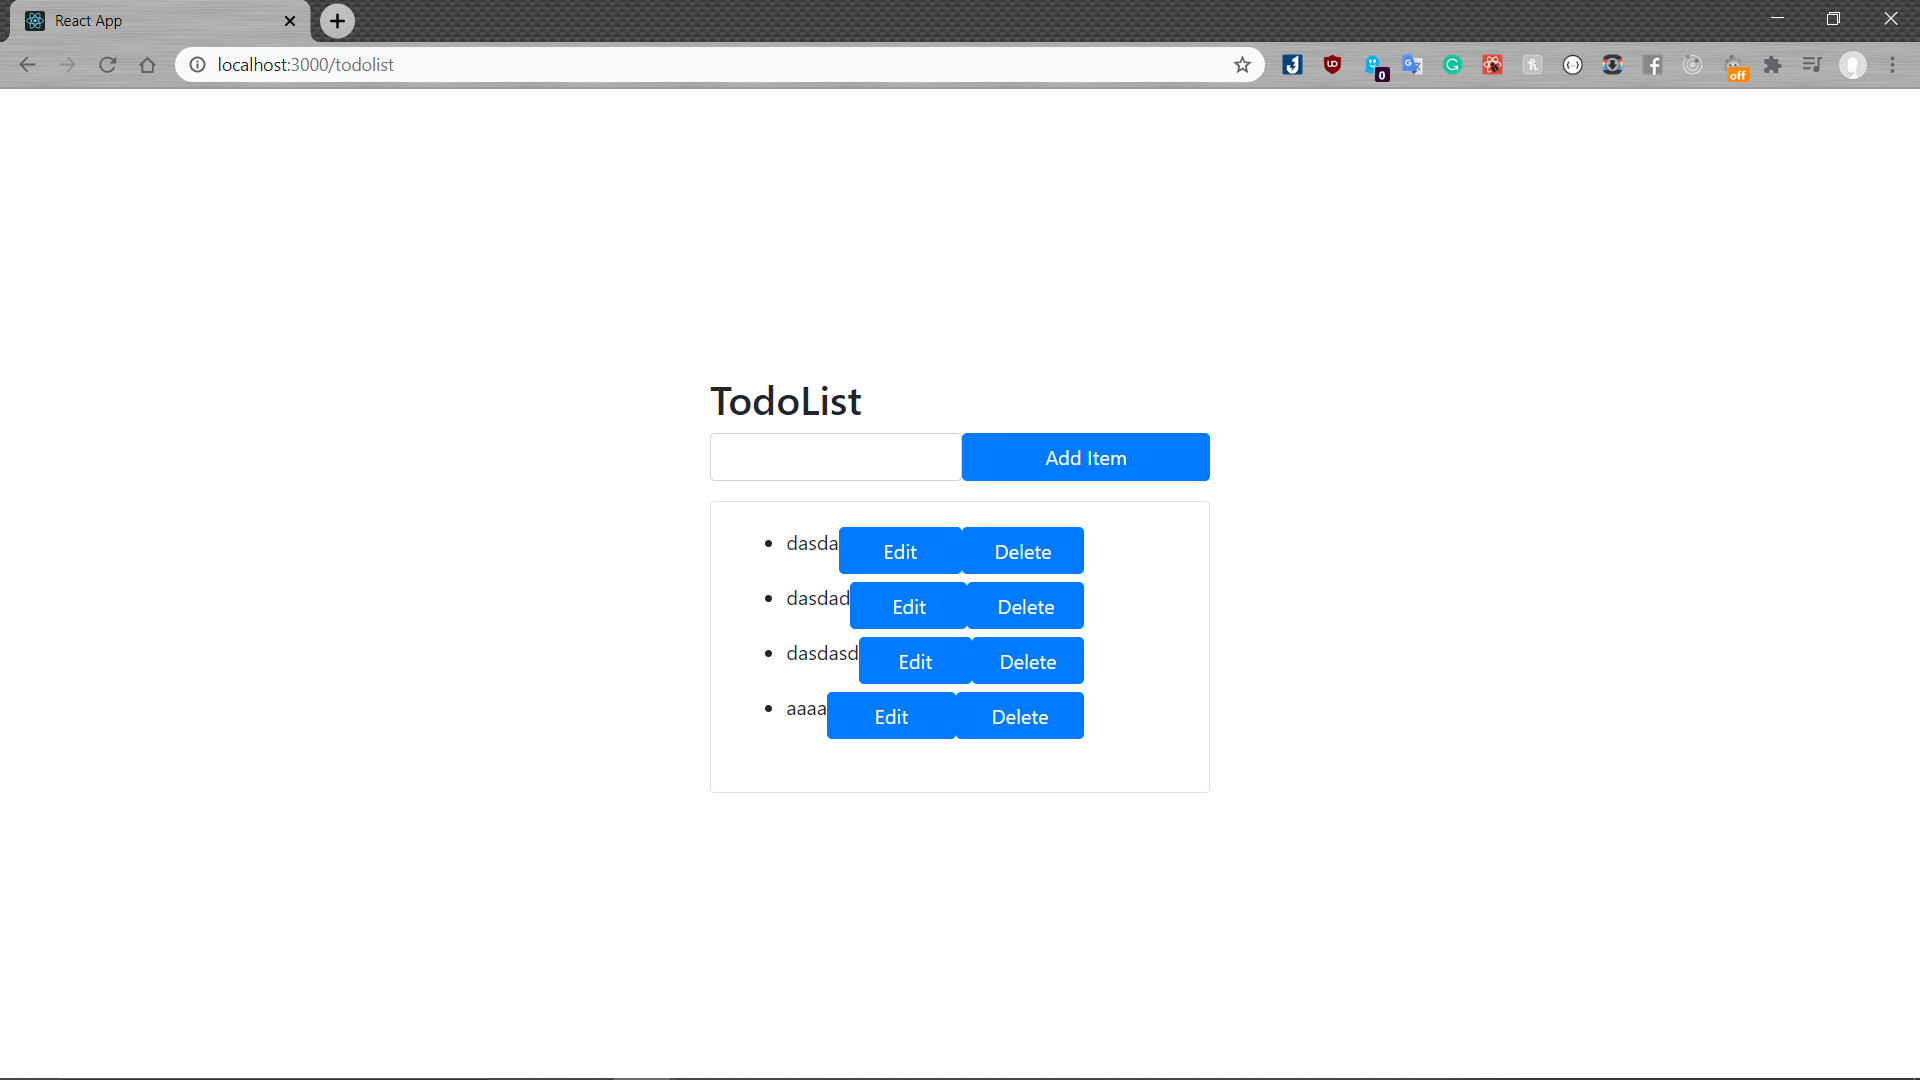 React App
localhost:3000/todolist
0
off
TodoList
Add Item
dasda Edit Delete
dasdad Edit Delete
dasdasd Edit Delete
aaaa Edit Delete